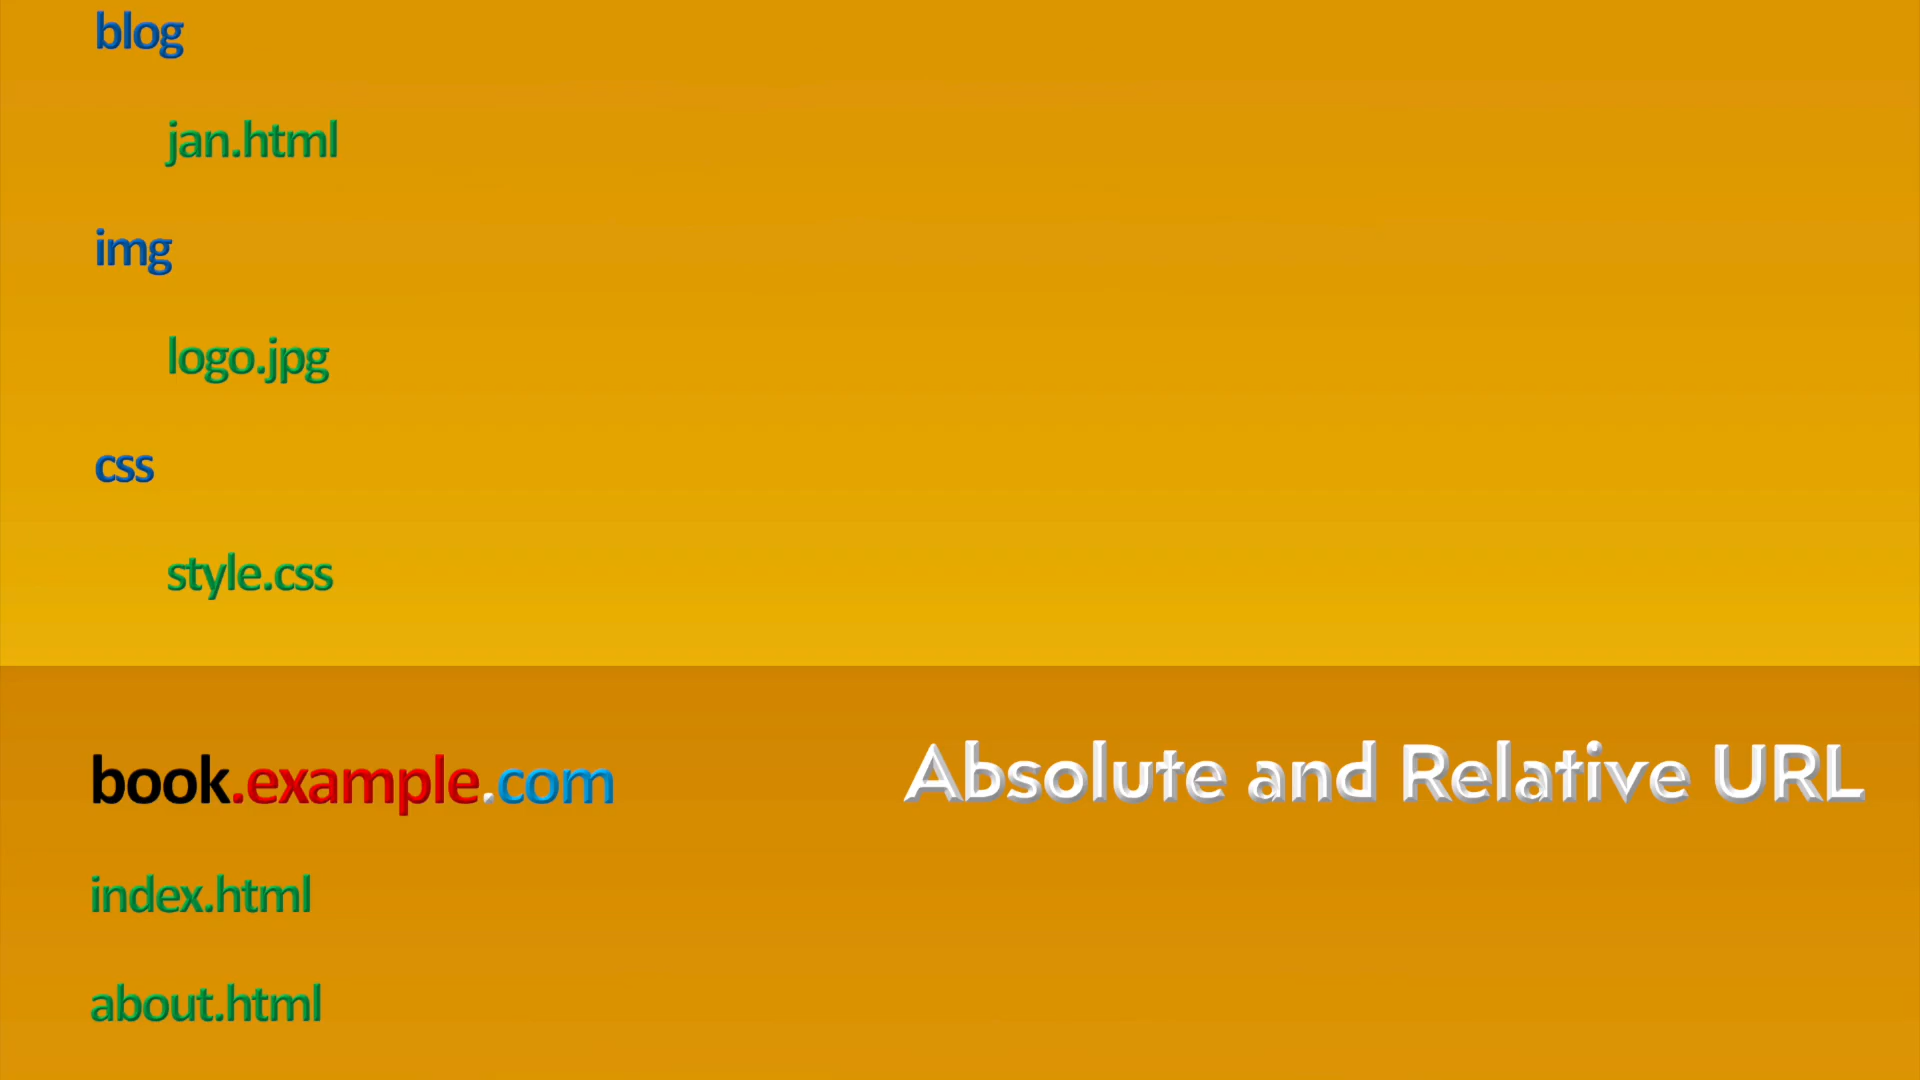 blog
jan.html
img
logo.jpg
css
style.css
book.example.com
Absolute and Relative URL
index.html
about.html